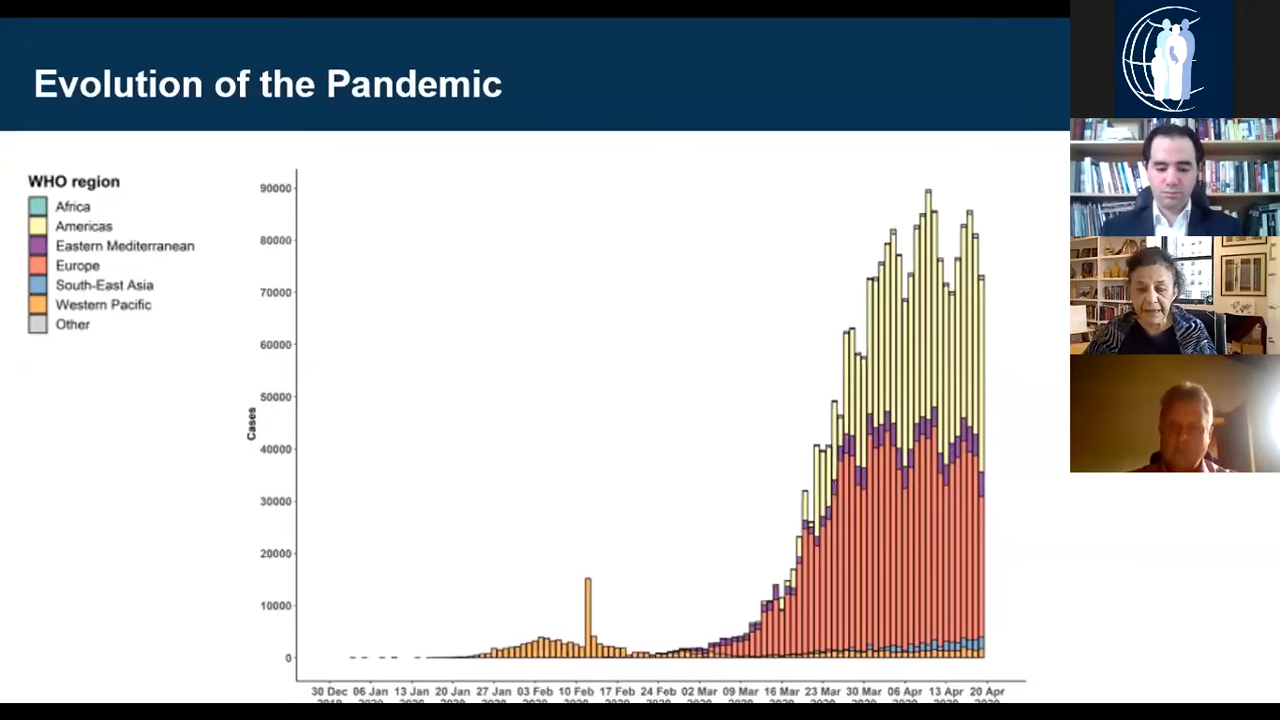 Evolution of the Pandemic
WHO region
Africa
Americas
Eastern Mediterranean
Europe
South-East Asia
Western Pacific
Other
90000
80000
70000
60000
50000
40000
30000
20000
10000
0
Cases
30 Dec 06 Jan 13 Jan 20 Jan 27 Jan 03 Feb 10 Feb 17 Feb 24 Feb 02 Mar 09 Mar 16 Mar 23 Mar 30 Mar 06 Apr 13 Apr 20 Apr